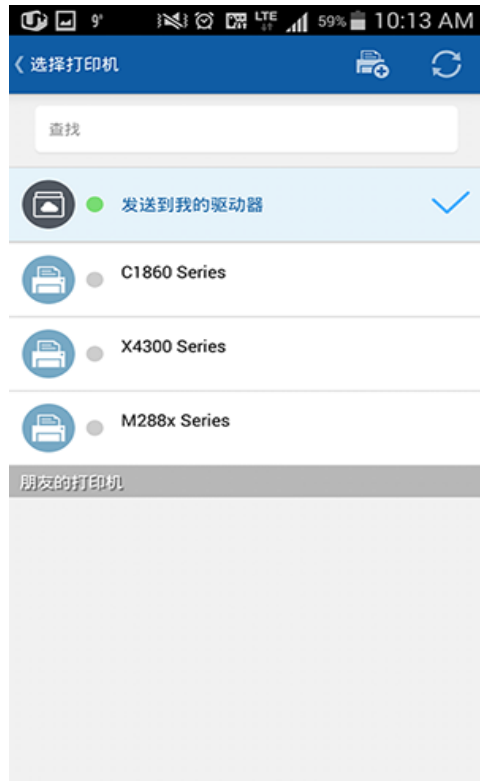 9°
LTE
59%
10:13 AM
选择打印机
查找
发送到我的驱动器
C1860 Series
X4300 Series
M288x Series
朋友的打印机